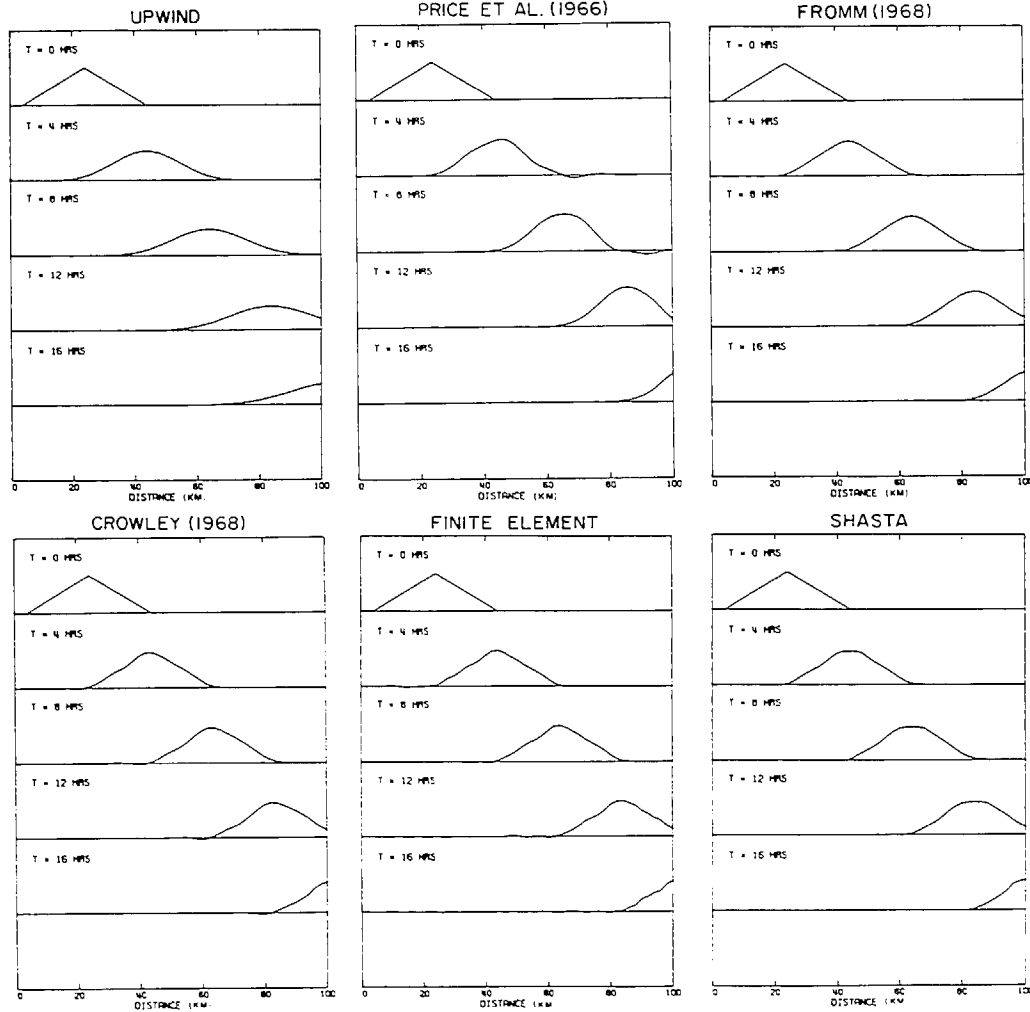 UPWIND
T = 0 HRS
T = 4 HRS
T = 8 HRS
T = 12 HRS
T = 16 HRS
0 20 40 60 80 100
DISTANCE (KM.
PRICE ET AL. (1966)
T = 0 HRS
T = 4 HRS
T = 8 HRS
T = 12 HRS
T = 16 HRS
0 20 40 60 80 100
DISTANCE (KM)
FROMM (1968)
T = 0 HRS
T = 4 HRS
T = 8 HRS
T = 12 HRS
T = 16 HRS
0 20 40 60 80 100
DISTANCE (KM)
CROWLEY (1968)
T = 0 HRS
T = 4 HRS
T = 8 HRS
T = 12 HRS
T = 16 HRS
0 20 40 60 80 100
DISTANCE (KM.
FINITE ELEMENT
T = 0 HRS
T = 4 HRS
T = 8 HRS
T = 12 HRS
T = 16 HRS
0 20 40 60 80 100
DISTANCE (KM
SHASTA
T = 0 HRS
T = 4 HRS
T = 8 HRS
T = 12 HRS
T = 16 HRS
0 20 40 60 80 100
DISTANCE (KM